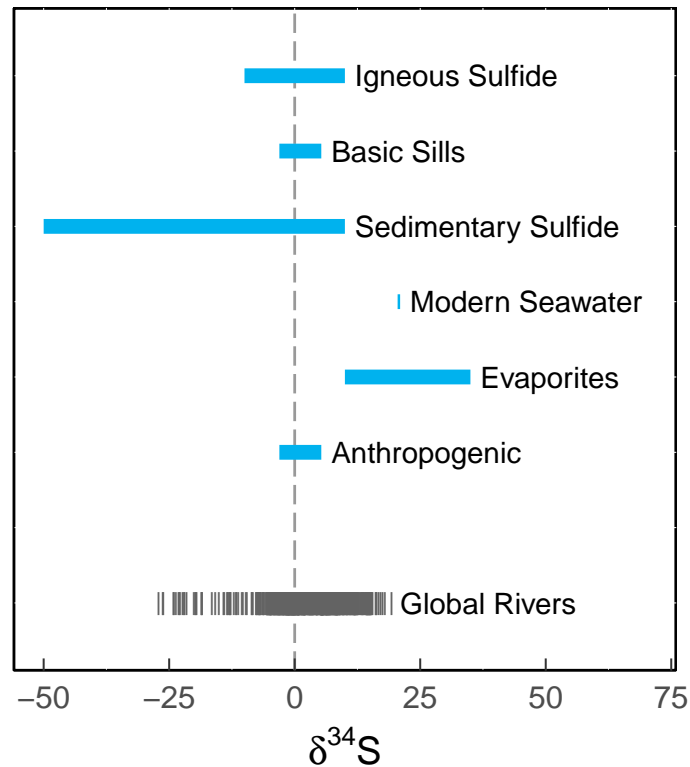 Igneous Sulfide
Basic Sills
Sedimentary Sulfide
Modern Seawater
Evaporites
Anthropogenic
Global Rivers
−50 −25 0 25 50 75
δ³⁴S